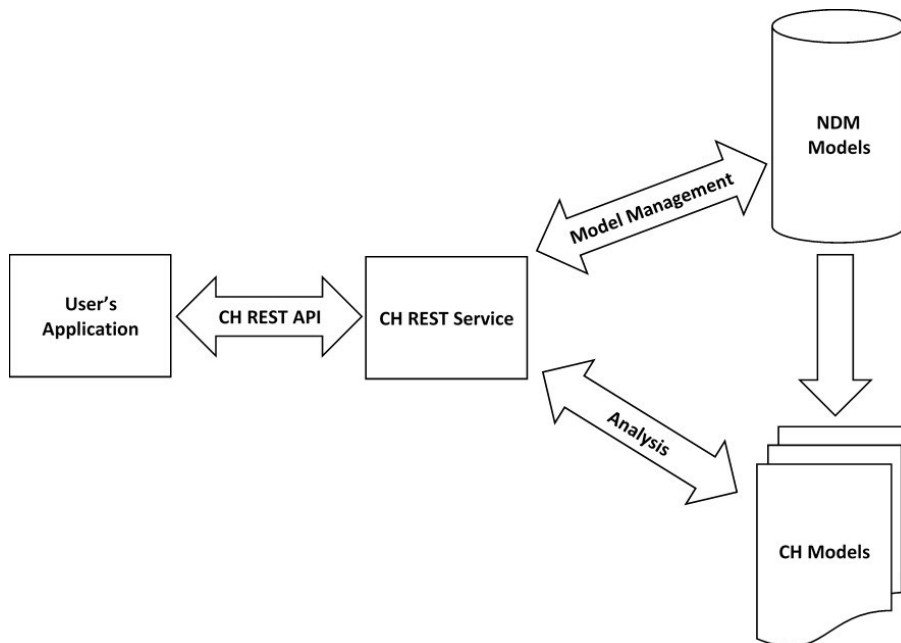 NDM
Models
Model Management
User's
Application
CH REST API
CH REST Service
Analysis
CH Models